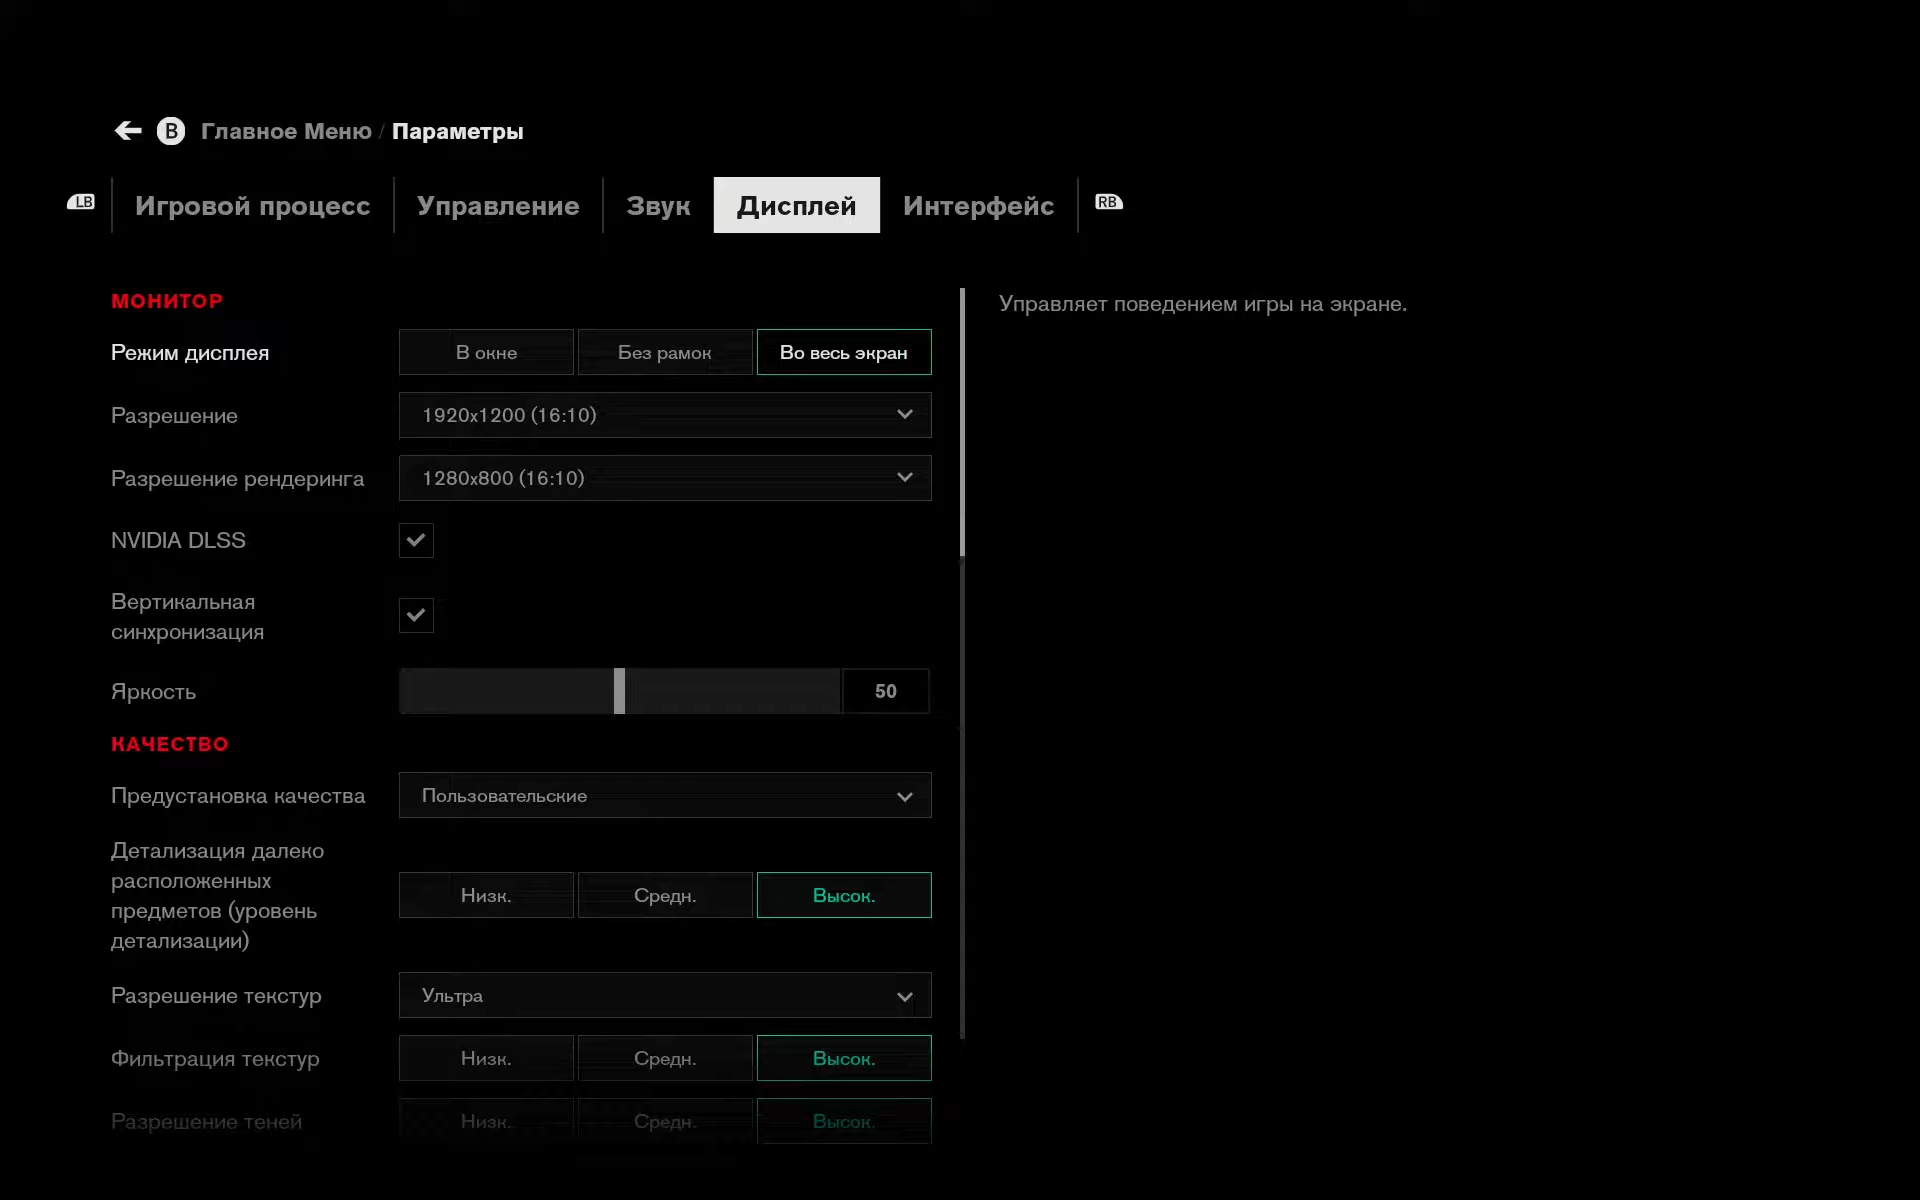 B Главное Меню / Параметры
LB Игровой процесс Управление Звук Дисплей Интерфейс RB
МОНИТОР
Управляет поведением игры на экране.
Режим дисплея В окне Без рамок Во весь экран
Разрешение 1920x1200 (16:10)
Разрешение рендеринга 1280x800 (16:10)
NVIDIA DLSS
Вертикальная
синхронизация
Яркость 50
КАЧЕСТВО
Предустановка качества Пользовательские
Детализация далеко
расположенных
предметов (уровень
детализации)
Низк. Средн. Высок.
Разрешение текстур Ультра
Фильтрация текстур Низк. Средн. Высок.
Разрешение теней Низк. Средн. Высок.